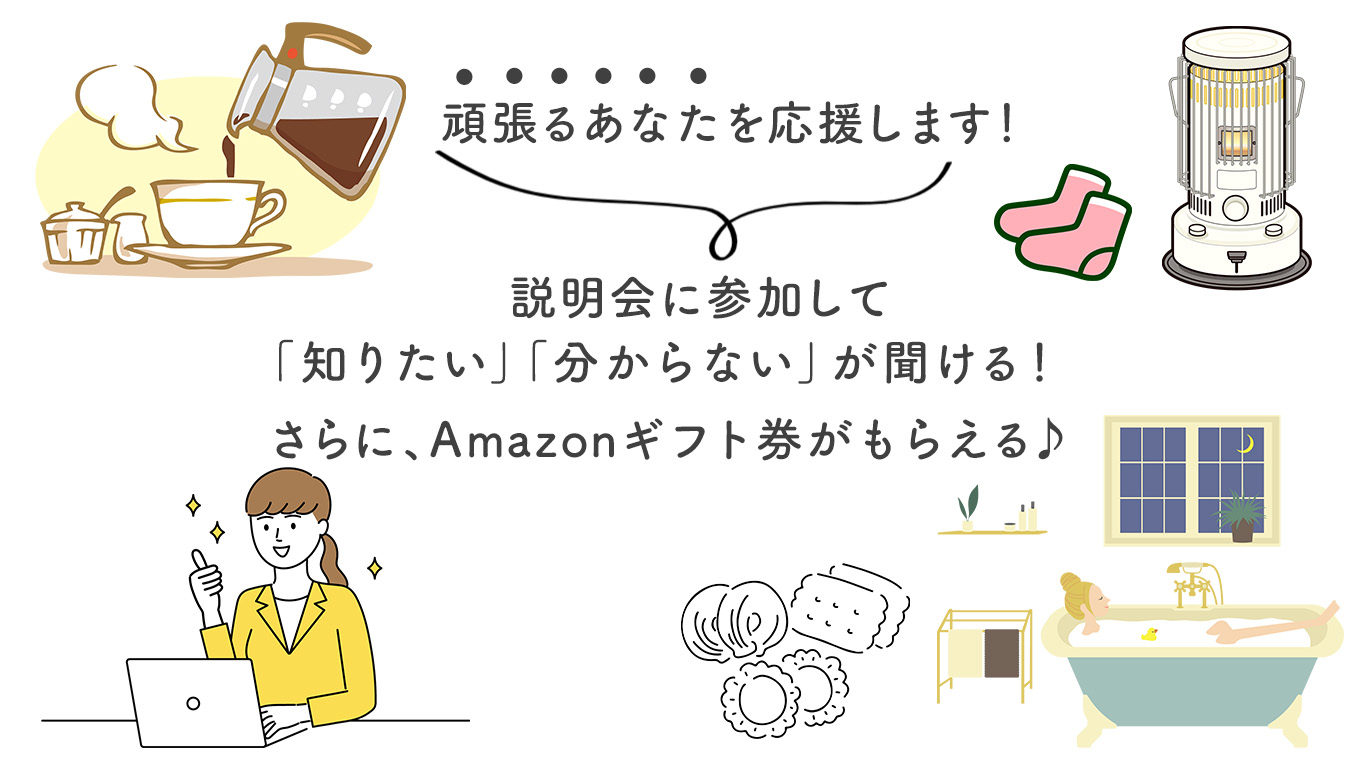 頑張るあなたを応援します!
説明会に参加して
「知りたい」「分からない」が聞ける!
さらに、Amazonギフト券がもらえる♪